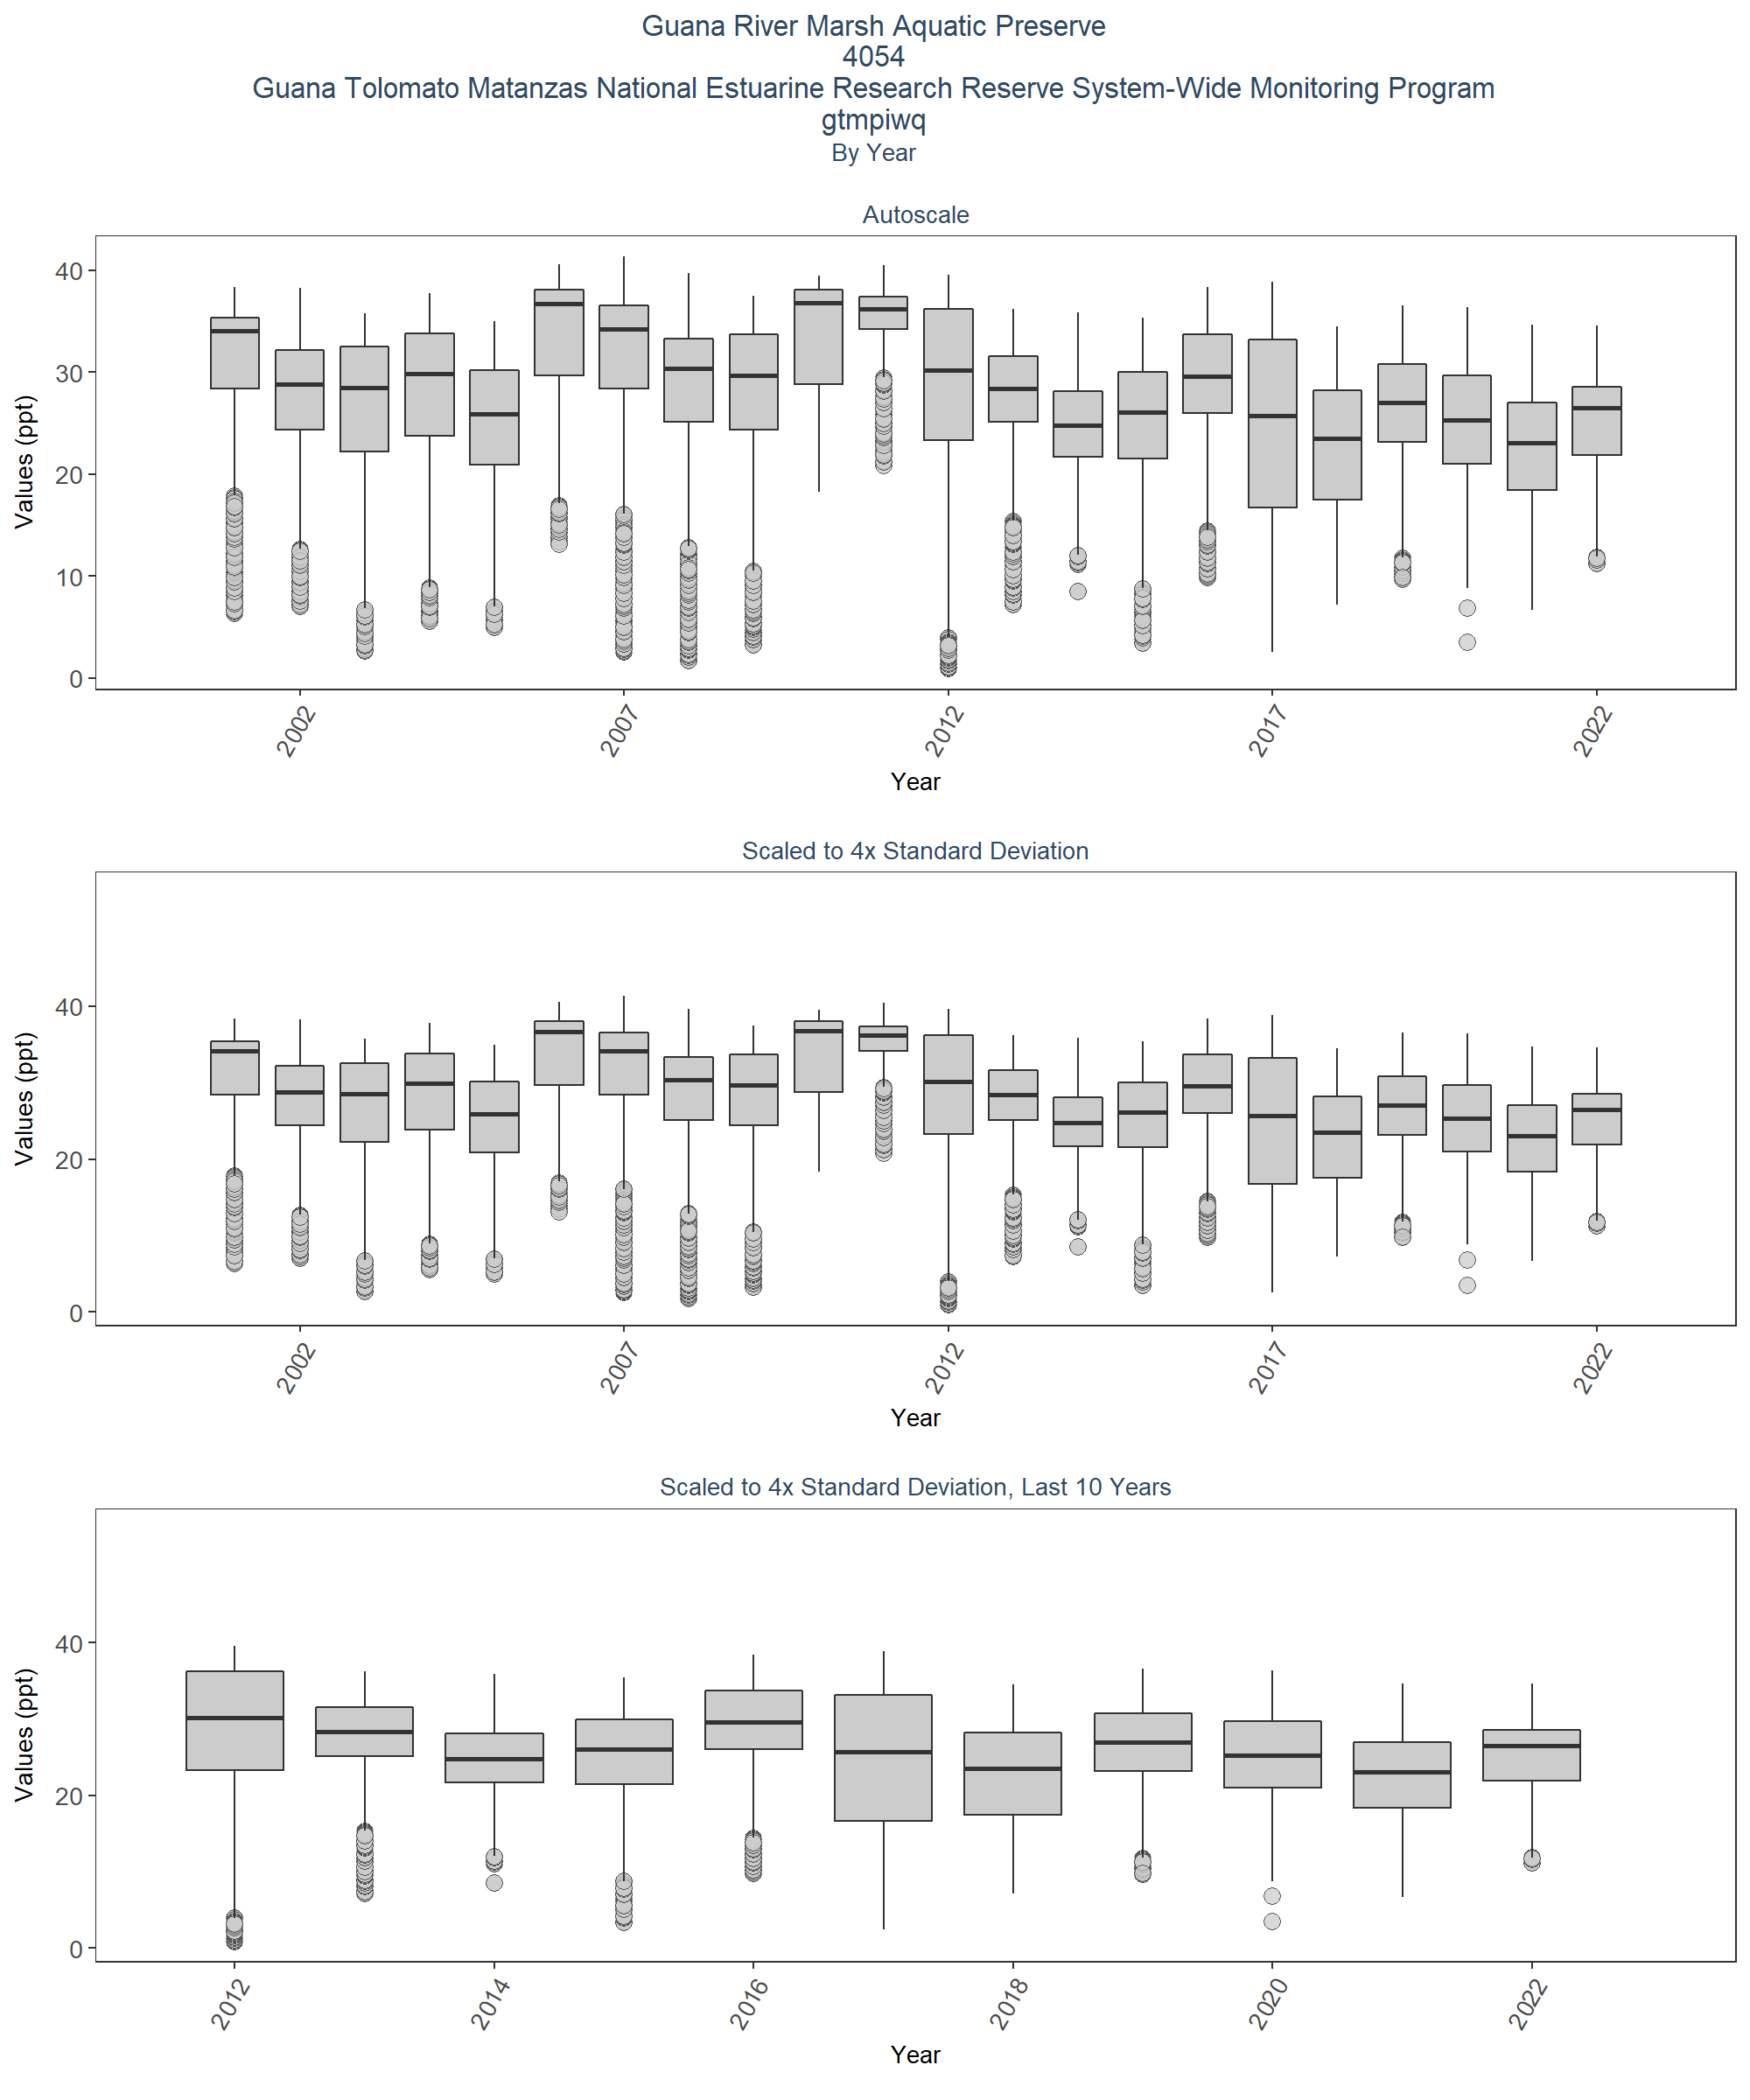 Guana River Marsh Aquatic Preserve
4054
Guana Tolomato Matanzas National Estuarine Research Reserve System-Wide Monitoring Program
gtmpiwq
By Year
Autoscale
Values (ppt)
40
30
20
10
0
2002 2007 2012 2017 2022
Year
Scaled to 4x Standard Deviation
Values (ppt)
40
20
0
2002 2007 2012 2017 2022
Year
Scaled to 4x Standard Deviation, Last 10 Years
Values (ppt)
40
20
0
2012 2014 2016 2018 2020 2022
Year